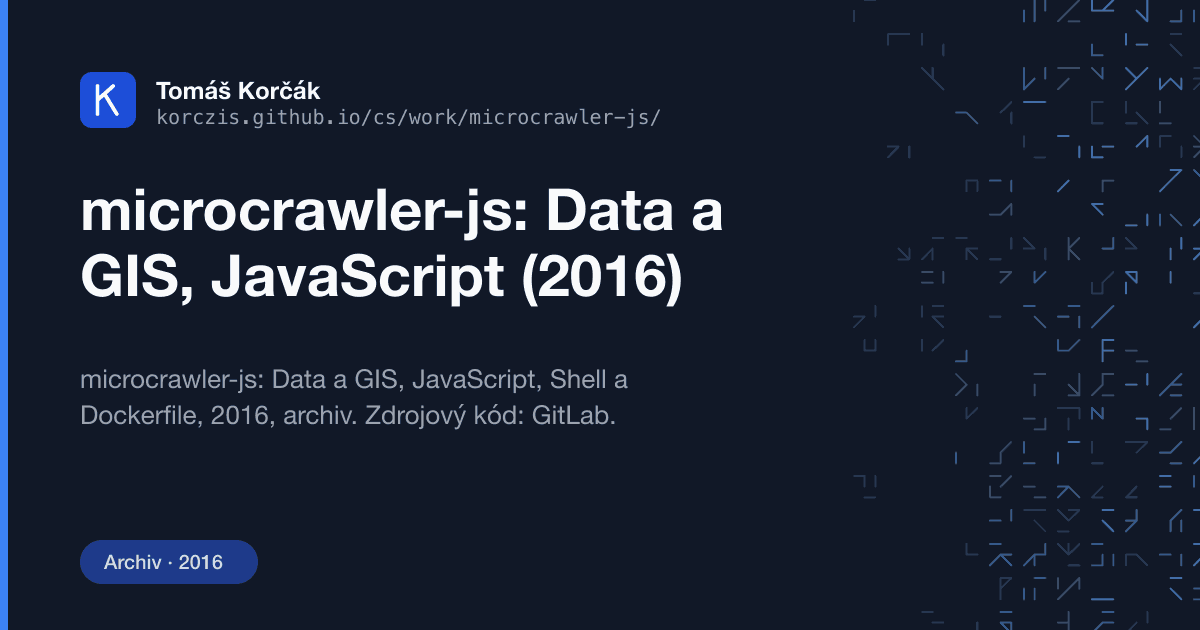 K
Tomáš Korčák
korczis.github.io/cs/work/microcrawler-js/
microcrawler-js: Data a
GIS, JavaScript (2016)
microcrawler-js: Data a GIS, JavaScript, Shell a
Dockerfile, 2016, archiv. Zdrojový kód: GitLab.
Archiv · 2016